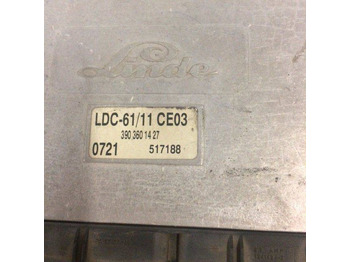 Linde
LDC-61/11 CE03
390 360 14 27
0721 517188